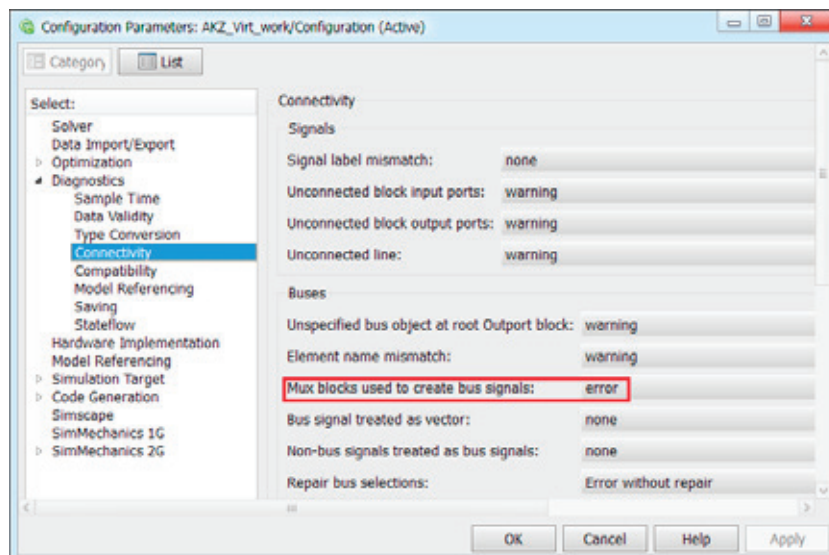 Configuration Parameters: AKZ_Virt_work/Configuration (Active)
Category
List
Select:
Solver
Data Import/Export
Optimization
Diagnostics
Sample Time
Data Validity
Type Conversion
Connectivity
Compatibility
Model Referencing
Saving
Stateflow
Hardware Implementation
Model Referencing
Simulation Target
Code Generation
Simscape
SimMechanics 1G
SimMechanics 2G
Connectivity
Signals
Signal label mismatch: none
Unconnected block input ports: warning
Unconnected block output ports: warning
Unconnected line: warning
Buses
Unspecified bus object at root Outport block: warning
Element name mismatch: warning
Mux blocks used to create bus signals: error
Bus signal treated as vector: none
Non-bus signals treated as bus signals: none
Repair bus selections: Error without repair
OK
Cancel
Help
Apply